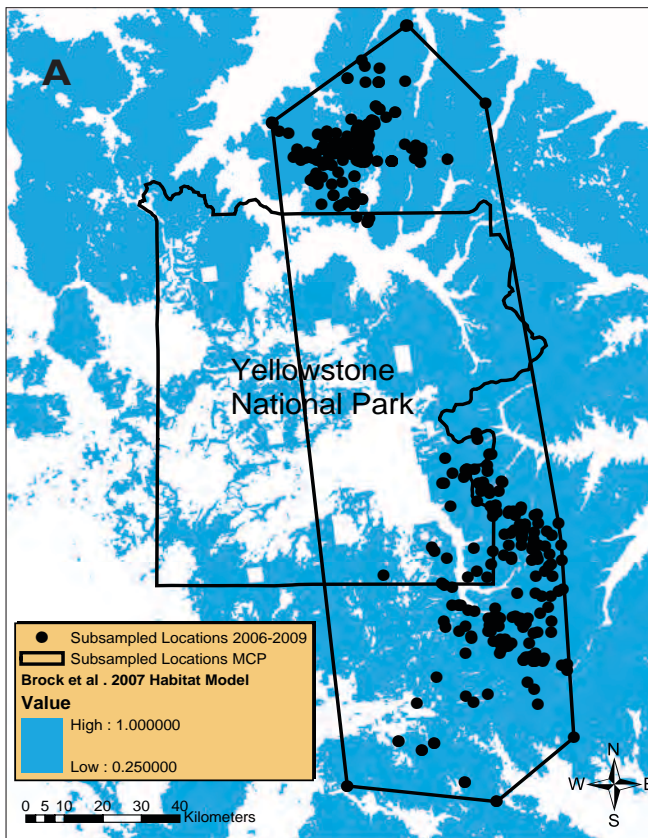 A
Yellowstone
National Park
Subsampled Locations 2006-2009
Subsampled Locations MCP
Brock et al . 2007 Habitat Model
Value
High : 1.000000
Low : 0.250000
0 5 10 20 30 40
Kilometers
N
W E
S